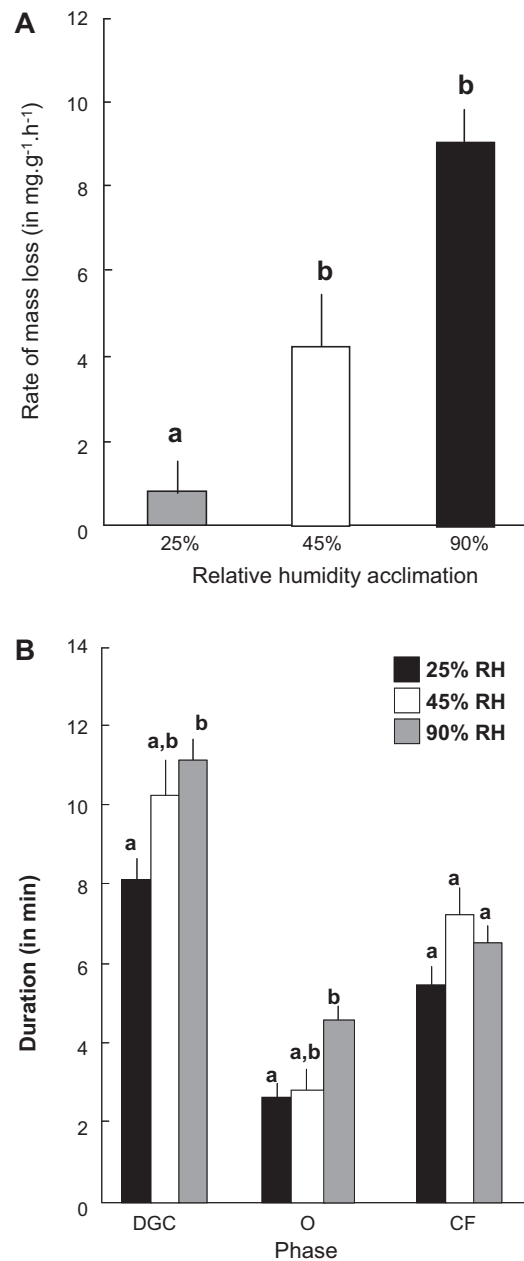 A
12
10
8
6
4
2
0
Rate of mass loss (in mg.g⁻¹.h⁻¹)
a
b
b
25% 45% 90%
Relative humidity acclimation
B
14
12
10
8
6
4
2
0
Duration (in min)
25% RH
45% RH
90% RH
a a,b b
a a,b b
a a a
DGC O CF
Phase